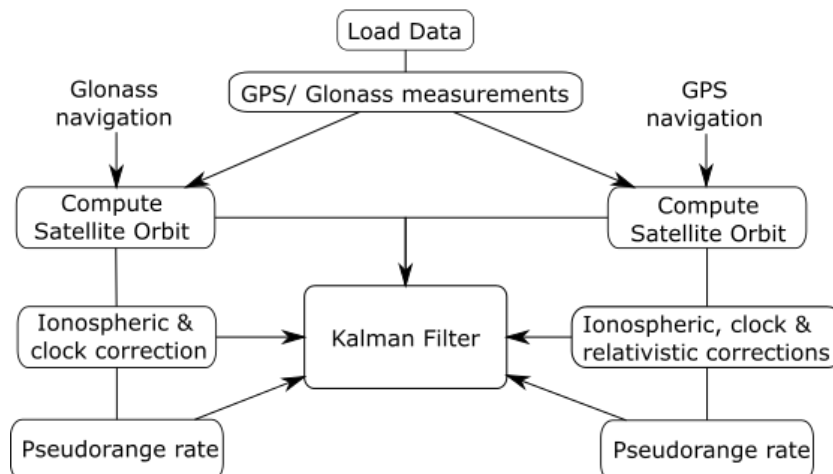 Load Data
GPS/ Glonass measurements
Glonass
navigation
GPS
navigation
Compute
Satellite Orbit
Compute
Satellite Orbit
Ionospheric &
clock correction
Kalman Filter
Ionospheric, clock &
relativistic corrections
Pseudorange rate
Pseudorange rate